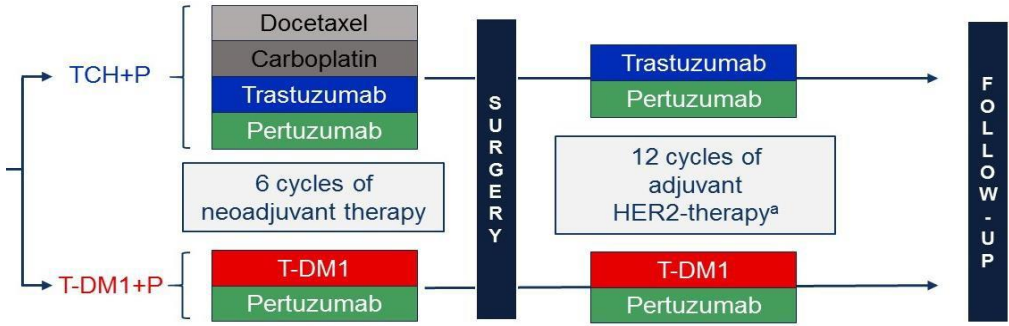 TCH+P
Docetaxel
Carboplatin
Trastuzumab
Pertuzumab
6 cycles of
neoadjuvant therapy
T-DM1+P
T-DM1
Pertuzumab
SURGERY
Trastuzumab
Pertuzumab
12 cycles of
adjuvant
HER2-therapyᵃ
T-DM1
Pertuzumab
FOLLOW-UP